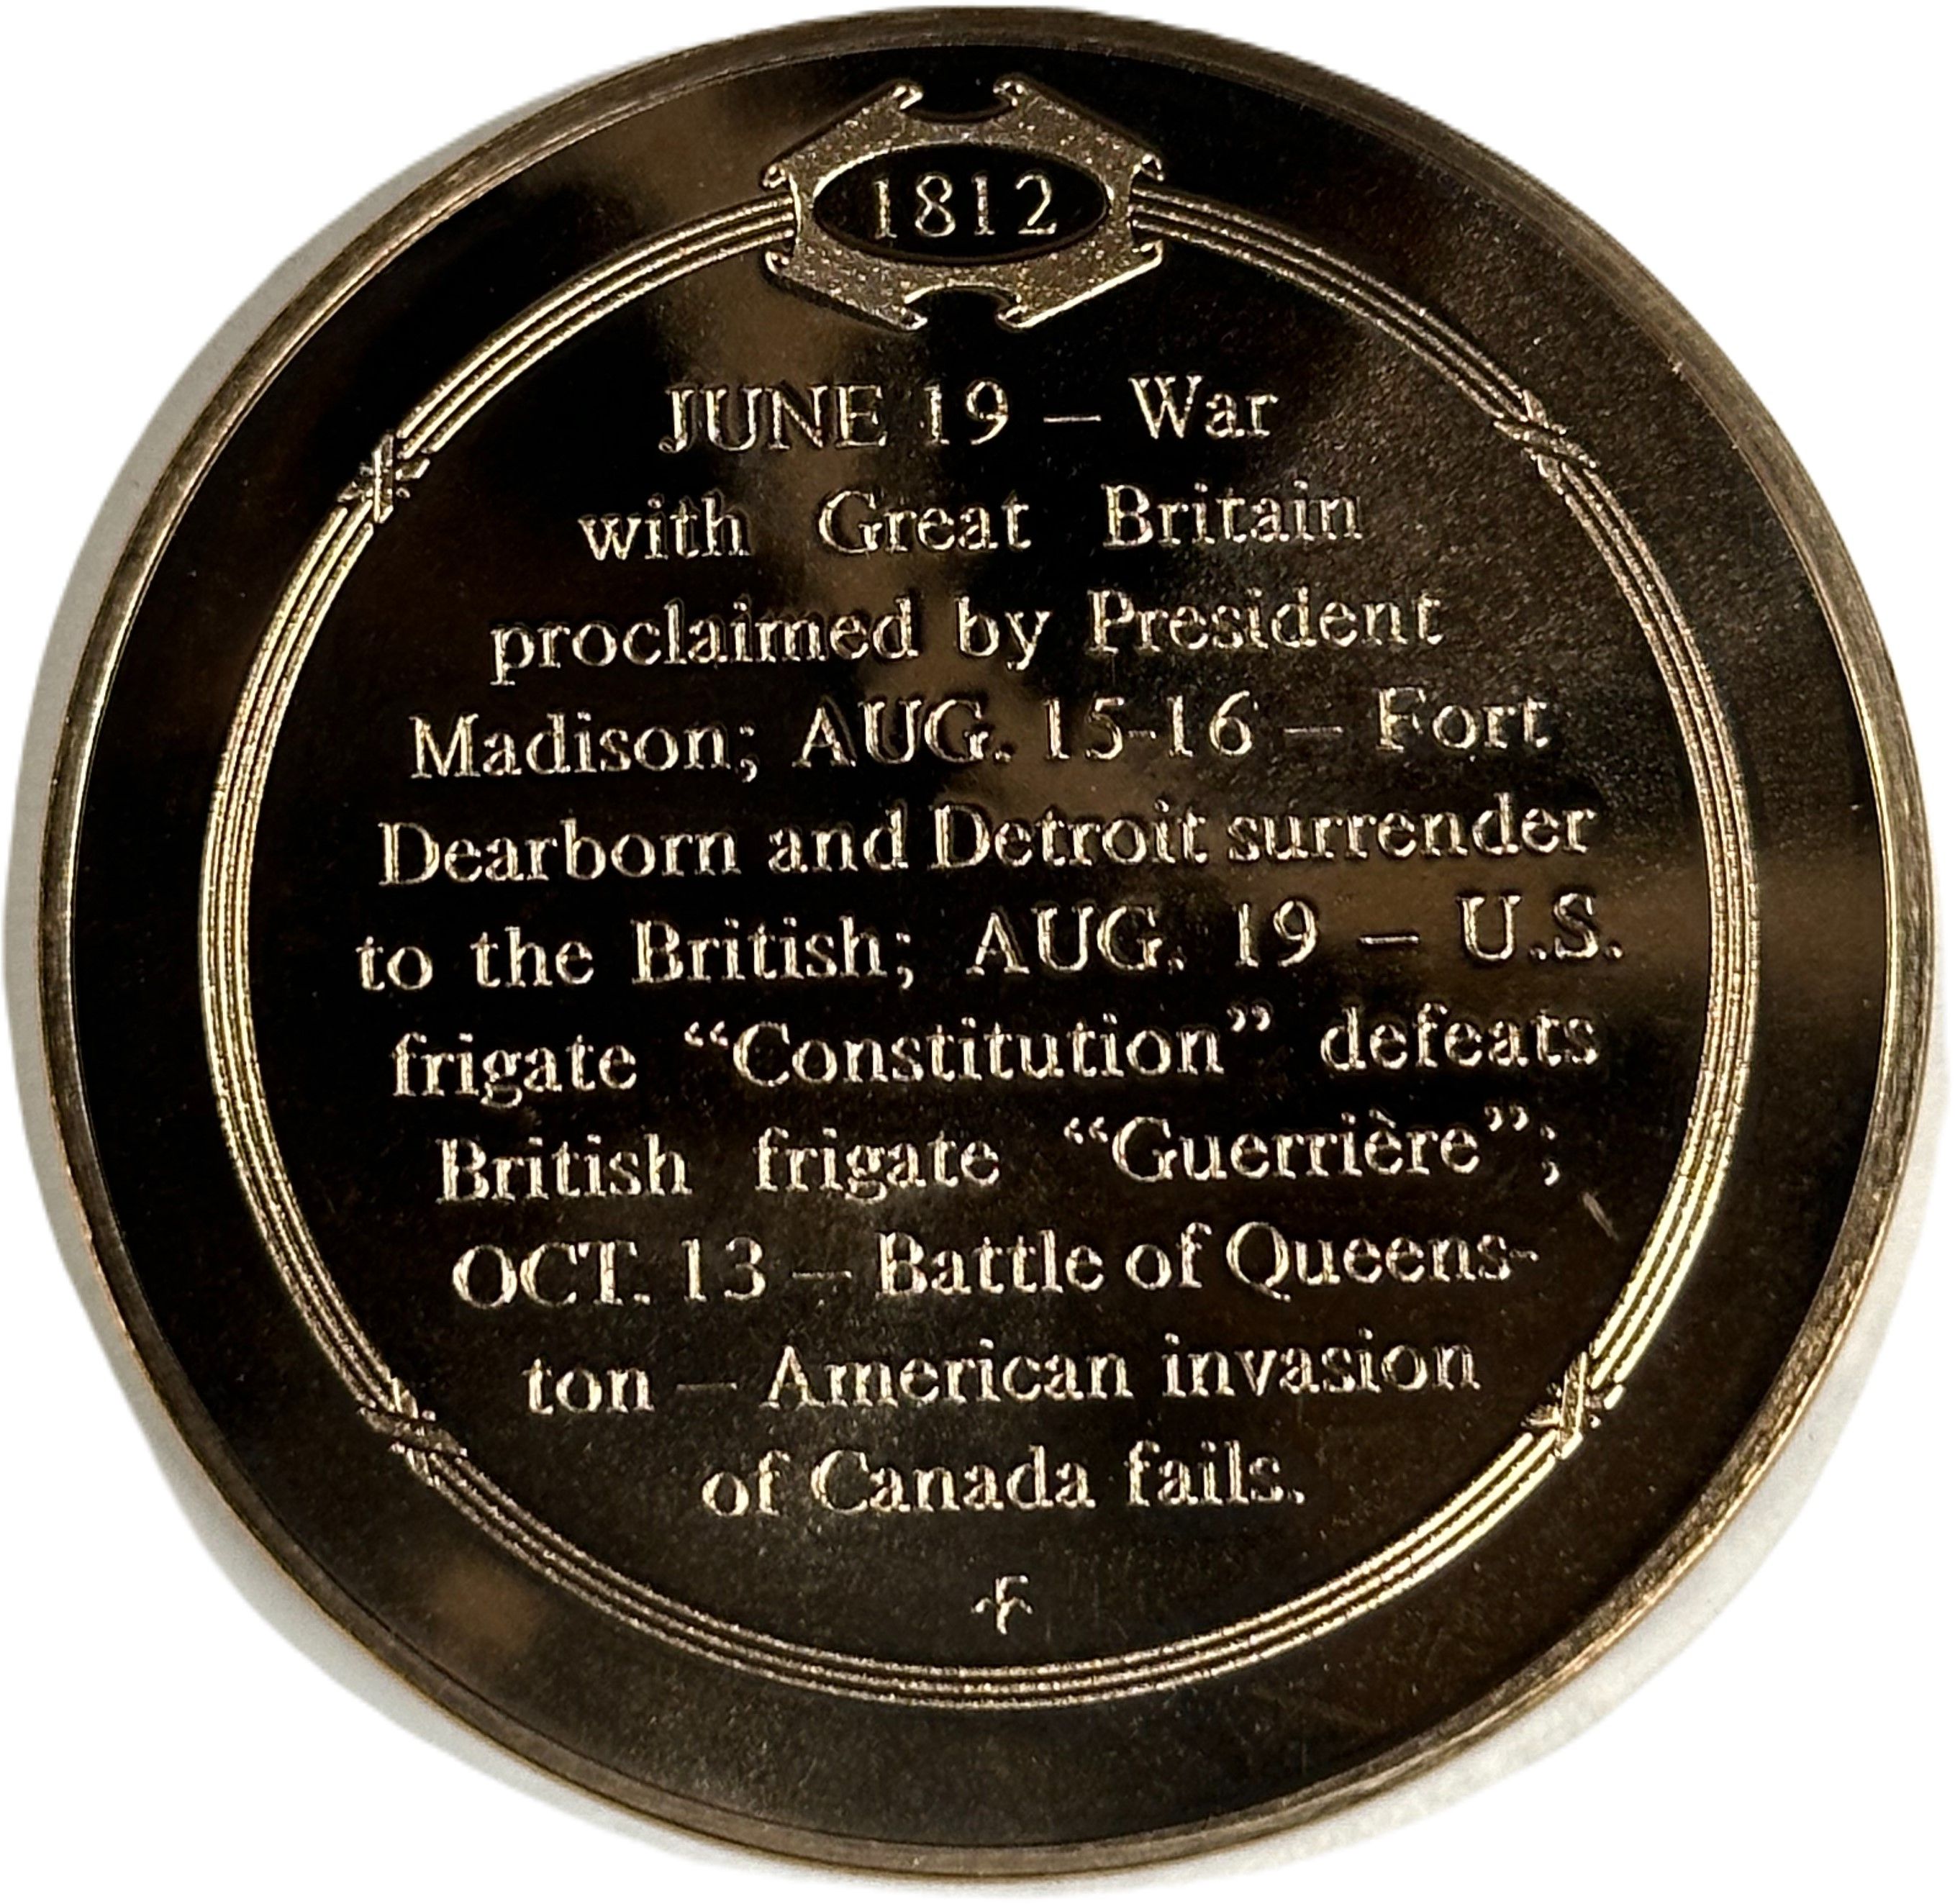 1812
JUNE 19 – War
with Great Britain
proclaimed by President
Madison; AUG. 15-16 – Fort
Dearborn and Detroit surrender
to the British; AUG. 19 – U.S.
frigate “Constitution” defeats
British frigate “Guerrière”;
OCT. 13 – Battle of Queens-
ton – American invasion
of Canada fails.